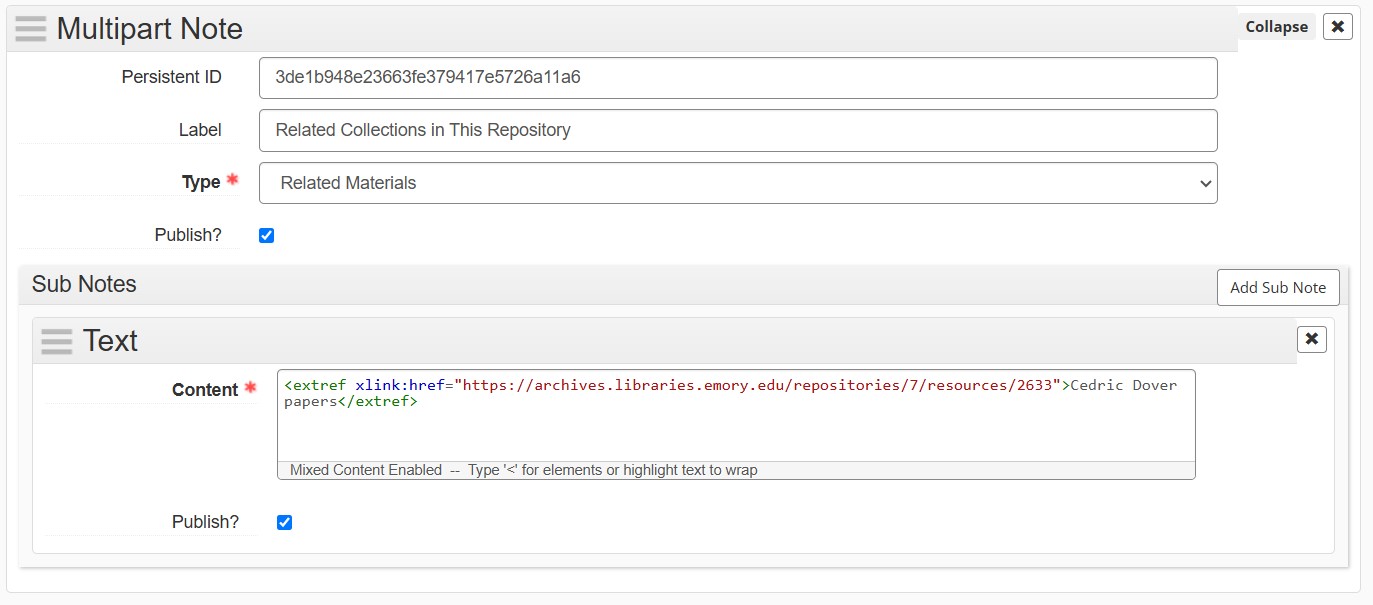 Multipart Note
Collapse
Persistent ID
3de1b948e23663fe379417e5726a11a6
Label
Related Collections in This Repository
Type *
Related Materials
Publish?
Sub Notes
Add Sub Note
Text
Content *
<extref xlink:href="https://archives.libraries.emory.edu/repositories/7/resources/2633">Cedric Dover
papers</extref>
Mixed Content Enabled -- Type '<' for elements or highlight text to wrap
Publish?